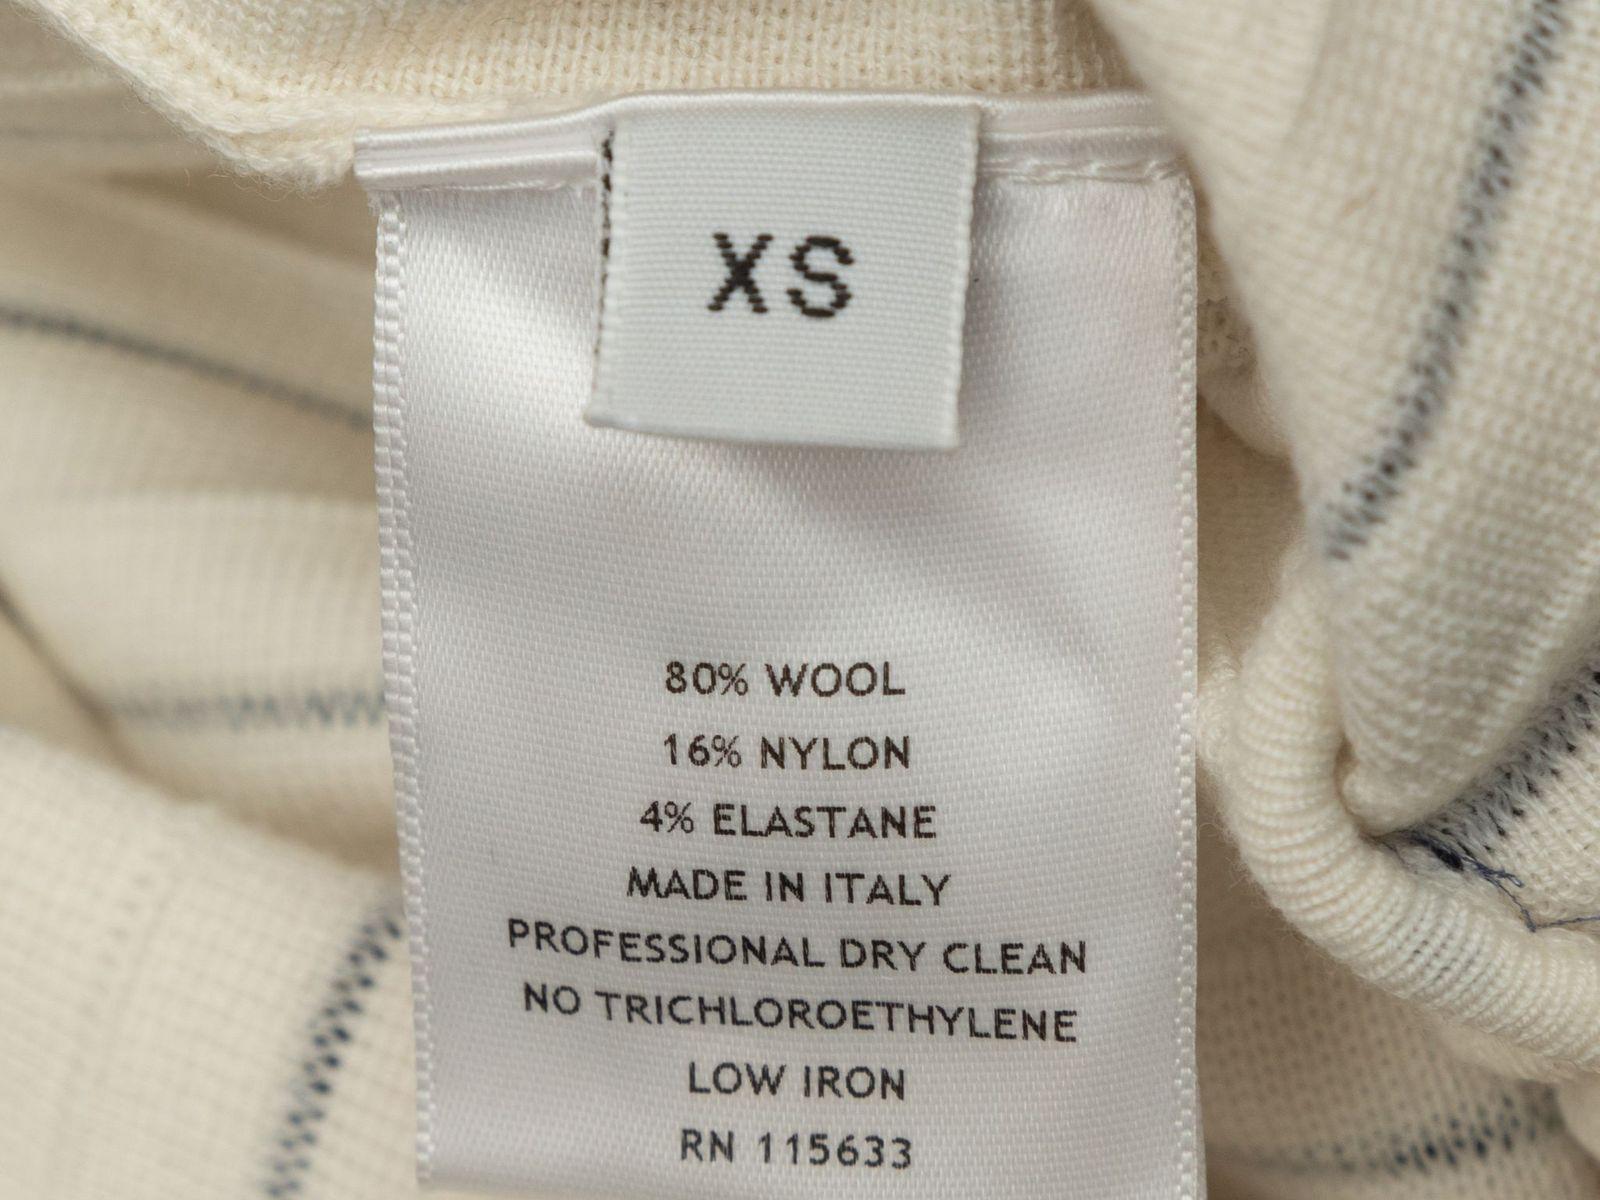 XS
80% WOOL
16% NYLON
4% ELASTANE
MADE IN ITALY
PROFESSIONAL DRY CLEAN
NO TRICHLOROETHYLENE
LOW IRON
RN 115633